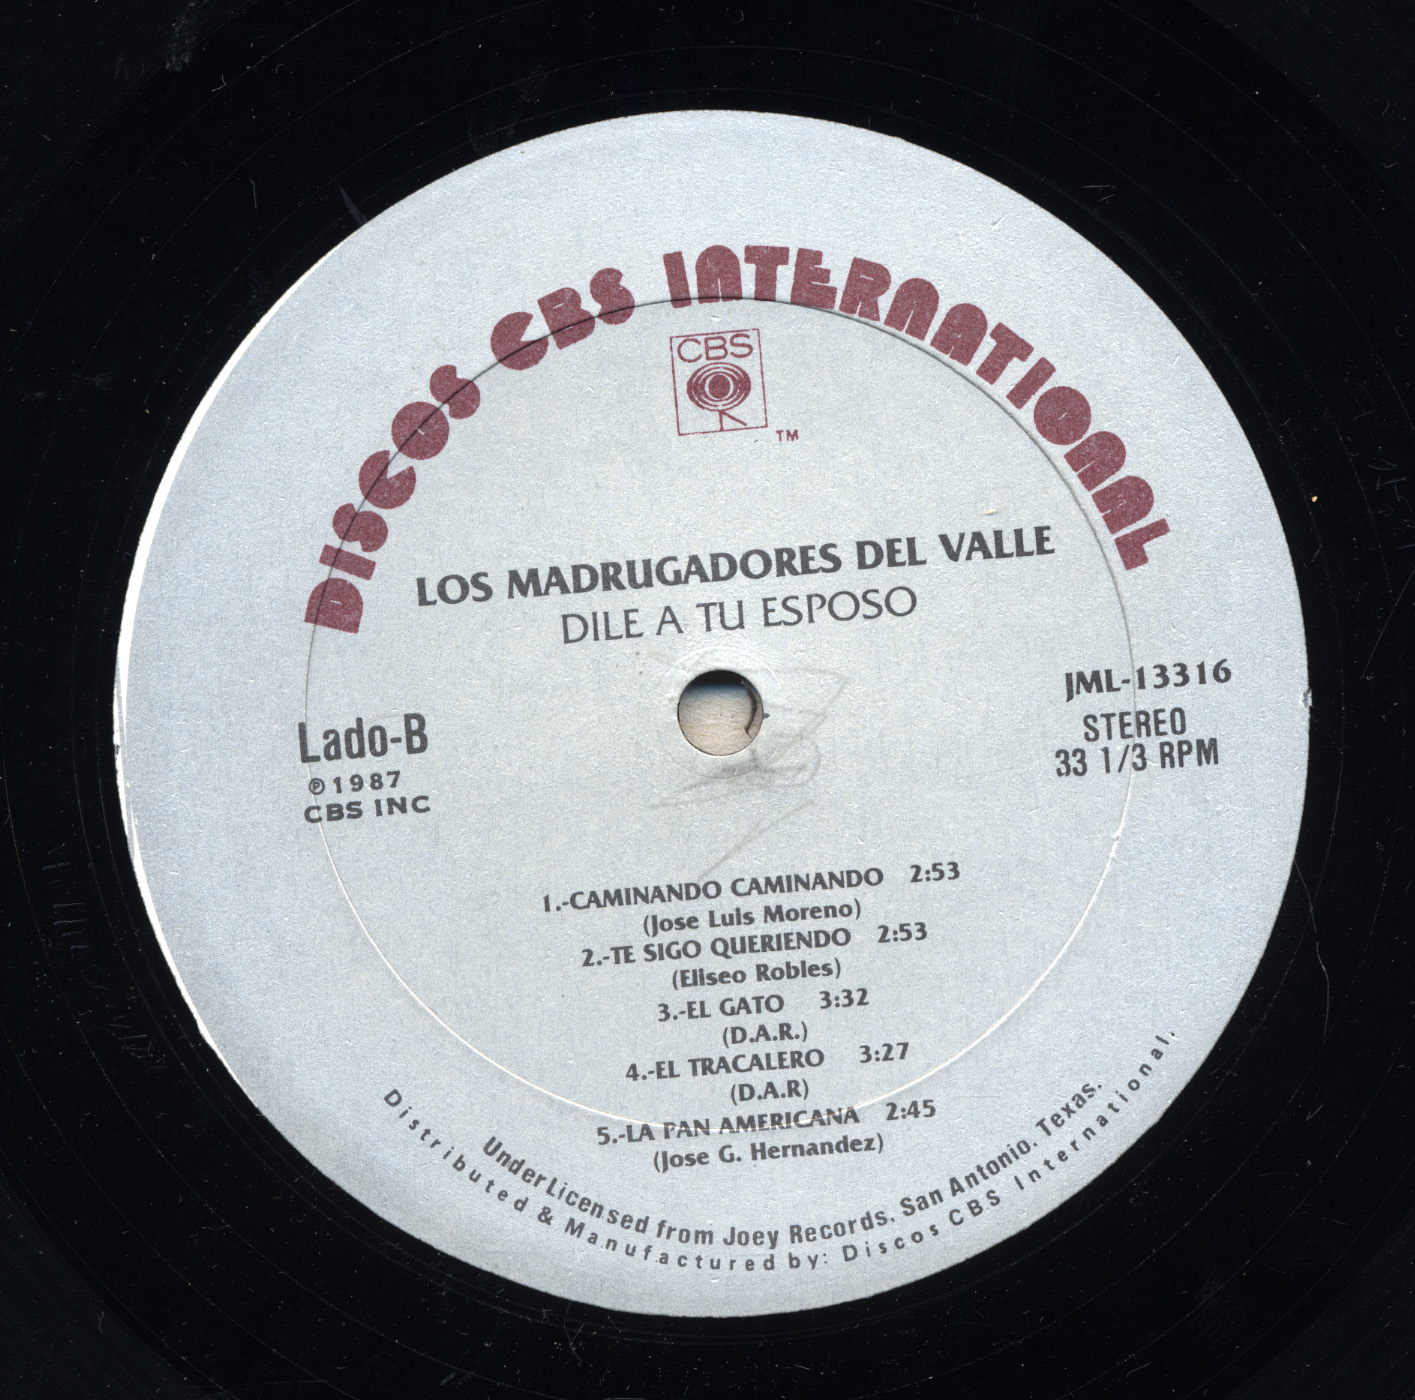 DISCOS CBS INTERNATIONAL
CBS
TM
LOS MADRUGADORES DEL VALLE
DILE A TU ESPOSO
JML-13316
STEREO
33 1/3 RPM
Lado-B
℗1987
CBS INC
1.-CAMINANDO CAMINANDO 2:53
(Jose Luis Moreno)
2.-TE SIGO QUERIENDO 2:53
(Eliseo Robles)
3.-EL GATO 3:32
(D.A.R.)
4.-EL TRACALERO 3:27
(D.A.R)
5.-LA PAN AMERICANA 2:45
(Jose G. Hernandez)
Under Licensed from Joey Records. San Antonio. Texas.
Distributed & Manufactured by: Discos CBS International.